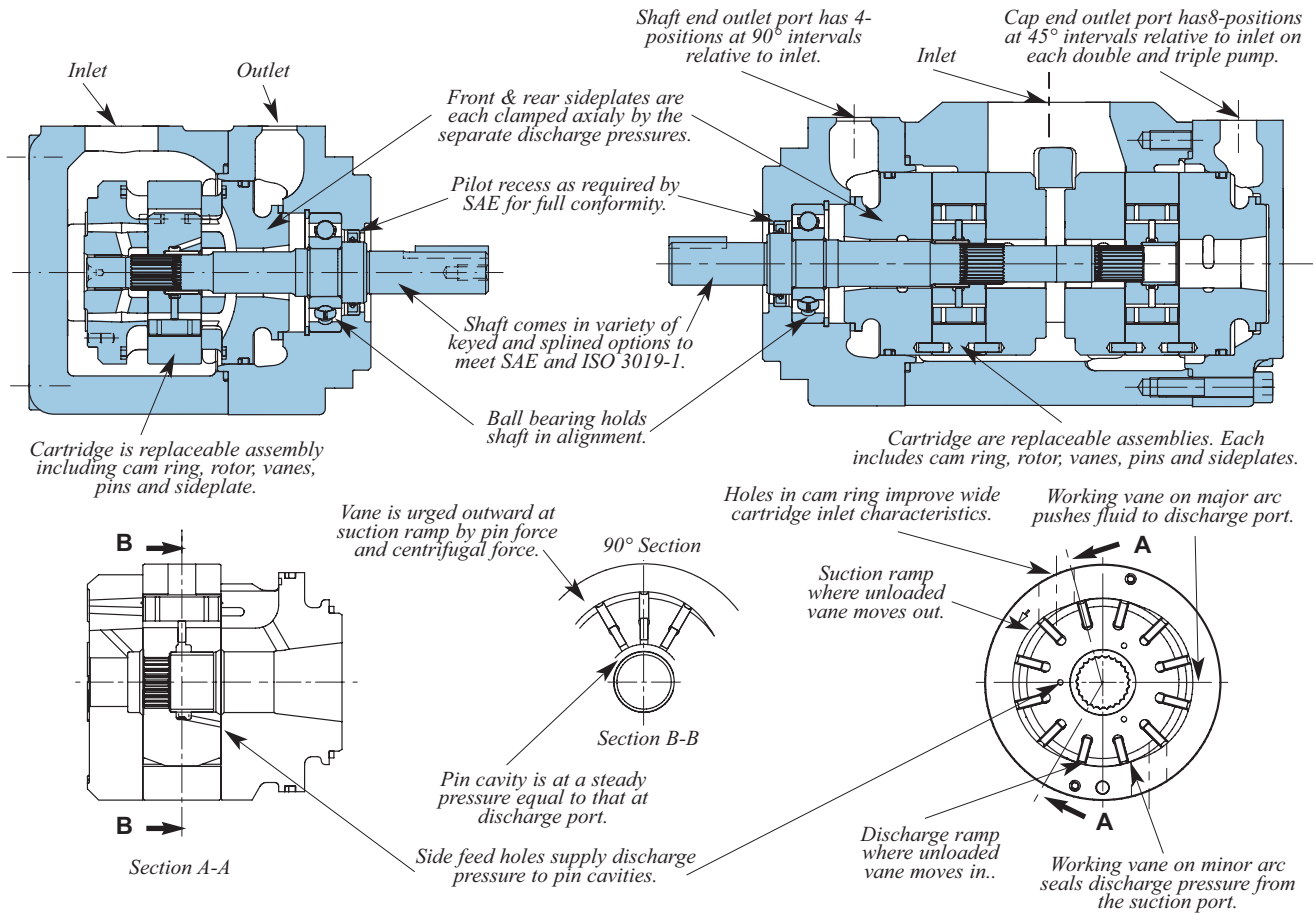 Shaft end outlet port has 4-
positions at 90° intervals
relative to inlet.
Cap end outlet port has8-positions
at 45° intervals relative to inlet on
each double and triple pump.
Inlet
Outlet
Inlet
Front & rear sideplates are
each clamped axialy by the
separate discharge pressures.
Pilot recess as required by
SAE for full conformity.
Shaft comes in variety of
keyed and splined options to
meet SAE and ISO 3019-1.
Ball bearing holds
shaft in alignment.
Cartridge is replaceable assembly
including cam ring, rotor, vanes,
pins and sideplate.
Cartridge are replaceable assemblies. Each
includes cam ring, rotor, vanes, pins and sideplates.
Vane is urged outward at
suction ramp by pin force
and centrifugal force.
90° Section
Holes in cam ring improve wide
cartridge inlet characteristics.
Working vane on major arc
pushes fluid to discharge port.
B
A
Suction ramp
where unloaded
vane moves out.
Section B-B
Pin cavity is at a steady
pressure equal to that at
discharge port.
B
A
Section A-A
Side feed holes supply discharge
pressure to pin cavities.
Discharge ramp
where unloaded
vane moves in..
Working vane on minor arc
seals discharge pressure from
the suction port.